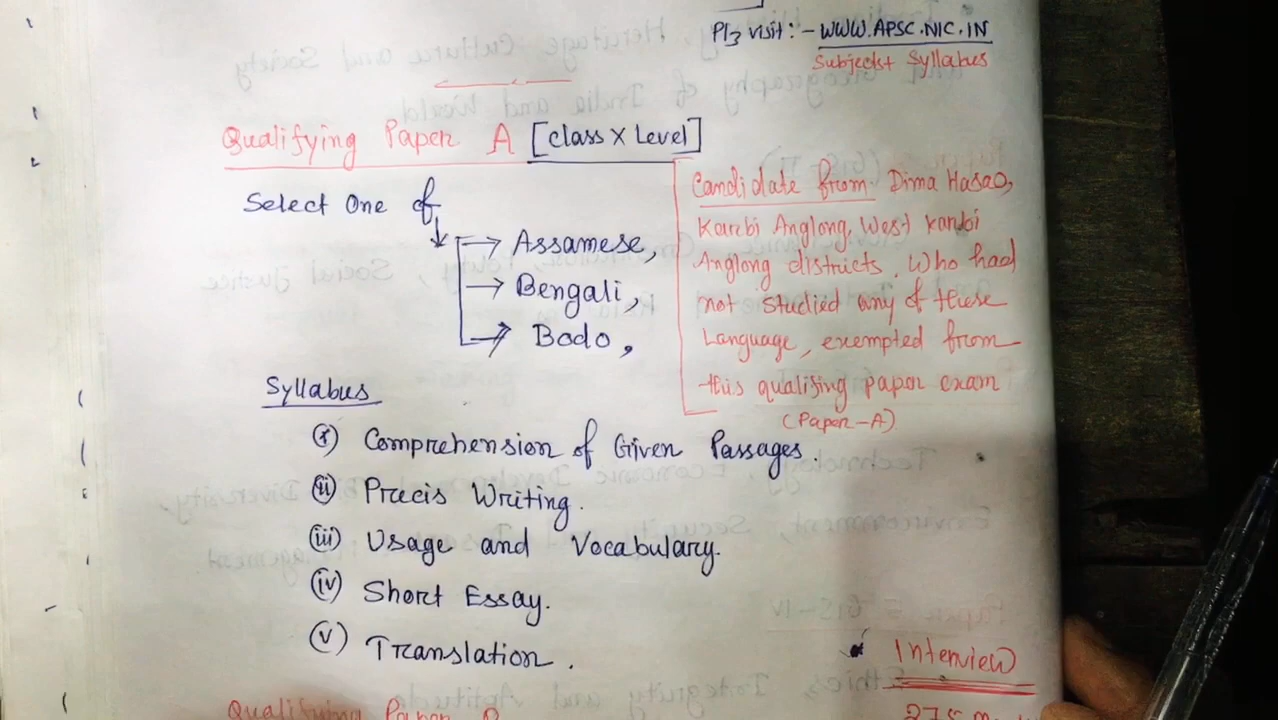 Pl3 visit:- WWW.APSC.NIC.IN
Subjects+ Syllabus
Qualifying Paper A [class X Level]
Select One of
Assamese,
Bengali,
Bodo,
Candidate from Dima Hasao,
Karbi Anglong, West Karbi
Anglong districts, Who had
not studied any of these
Language, exempted from
this qualifing paper exam
(Paper-A)
Syllabus
(i) Comprehension of Given Passages.
(ii) Precis Writing.
(iii) Usage and Vocabulary.
(iv) Short Essay.
(v) Translation.
Interview
Qualifying Paper
275